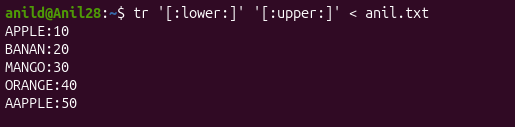 anild@Anil28:~$ tr '[:lower:]' '[:upper:]' < anil.txt
APPLE:10
BANAN:20
MANGO:30
ORANGE:40
AAPPLE:50